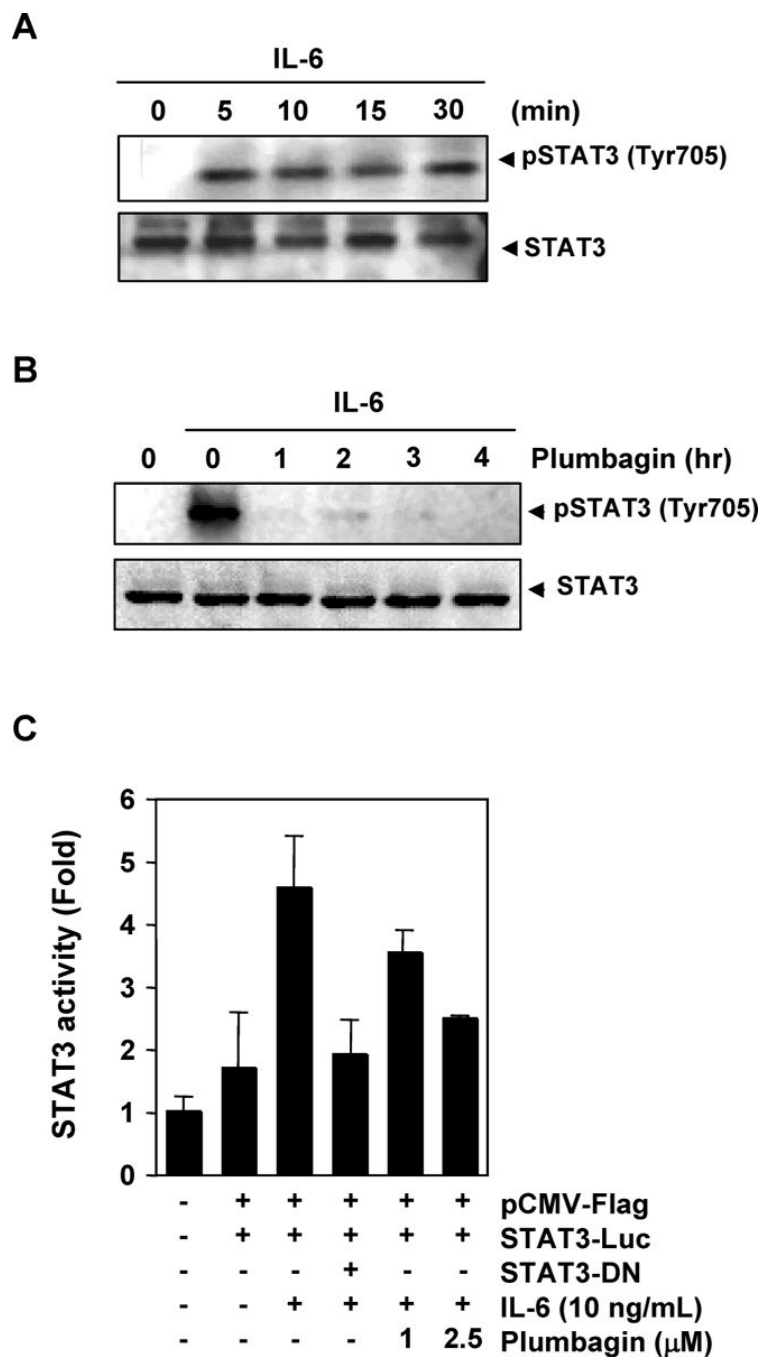 A
IL-6
0 5 10 15 30 (min)
pSTAT3 (Tyr705)
STAT3
B
IL-6
0 0 1 2 3 4 Plumbagin (hr)
pSTAT3 (Tyr705)
STAT3
C
STAT3 activity (Fold)
6
5
4
3
2
1
0
- + + + + + pCMV-Flag
- + + + + + STAT3-Luc
- - - + - - STAT3-DN
- - + + + + IL-6 (10 ng/mL)
- - - - 1 2.5 Plumbagin (μM)